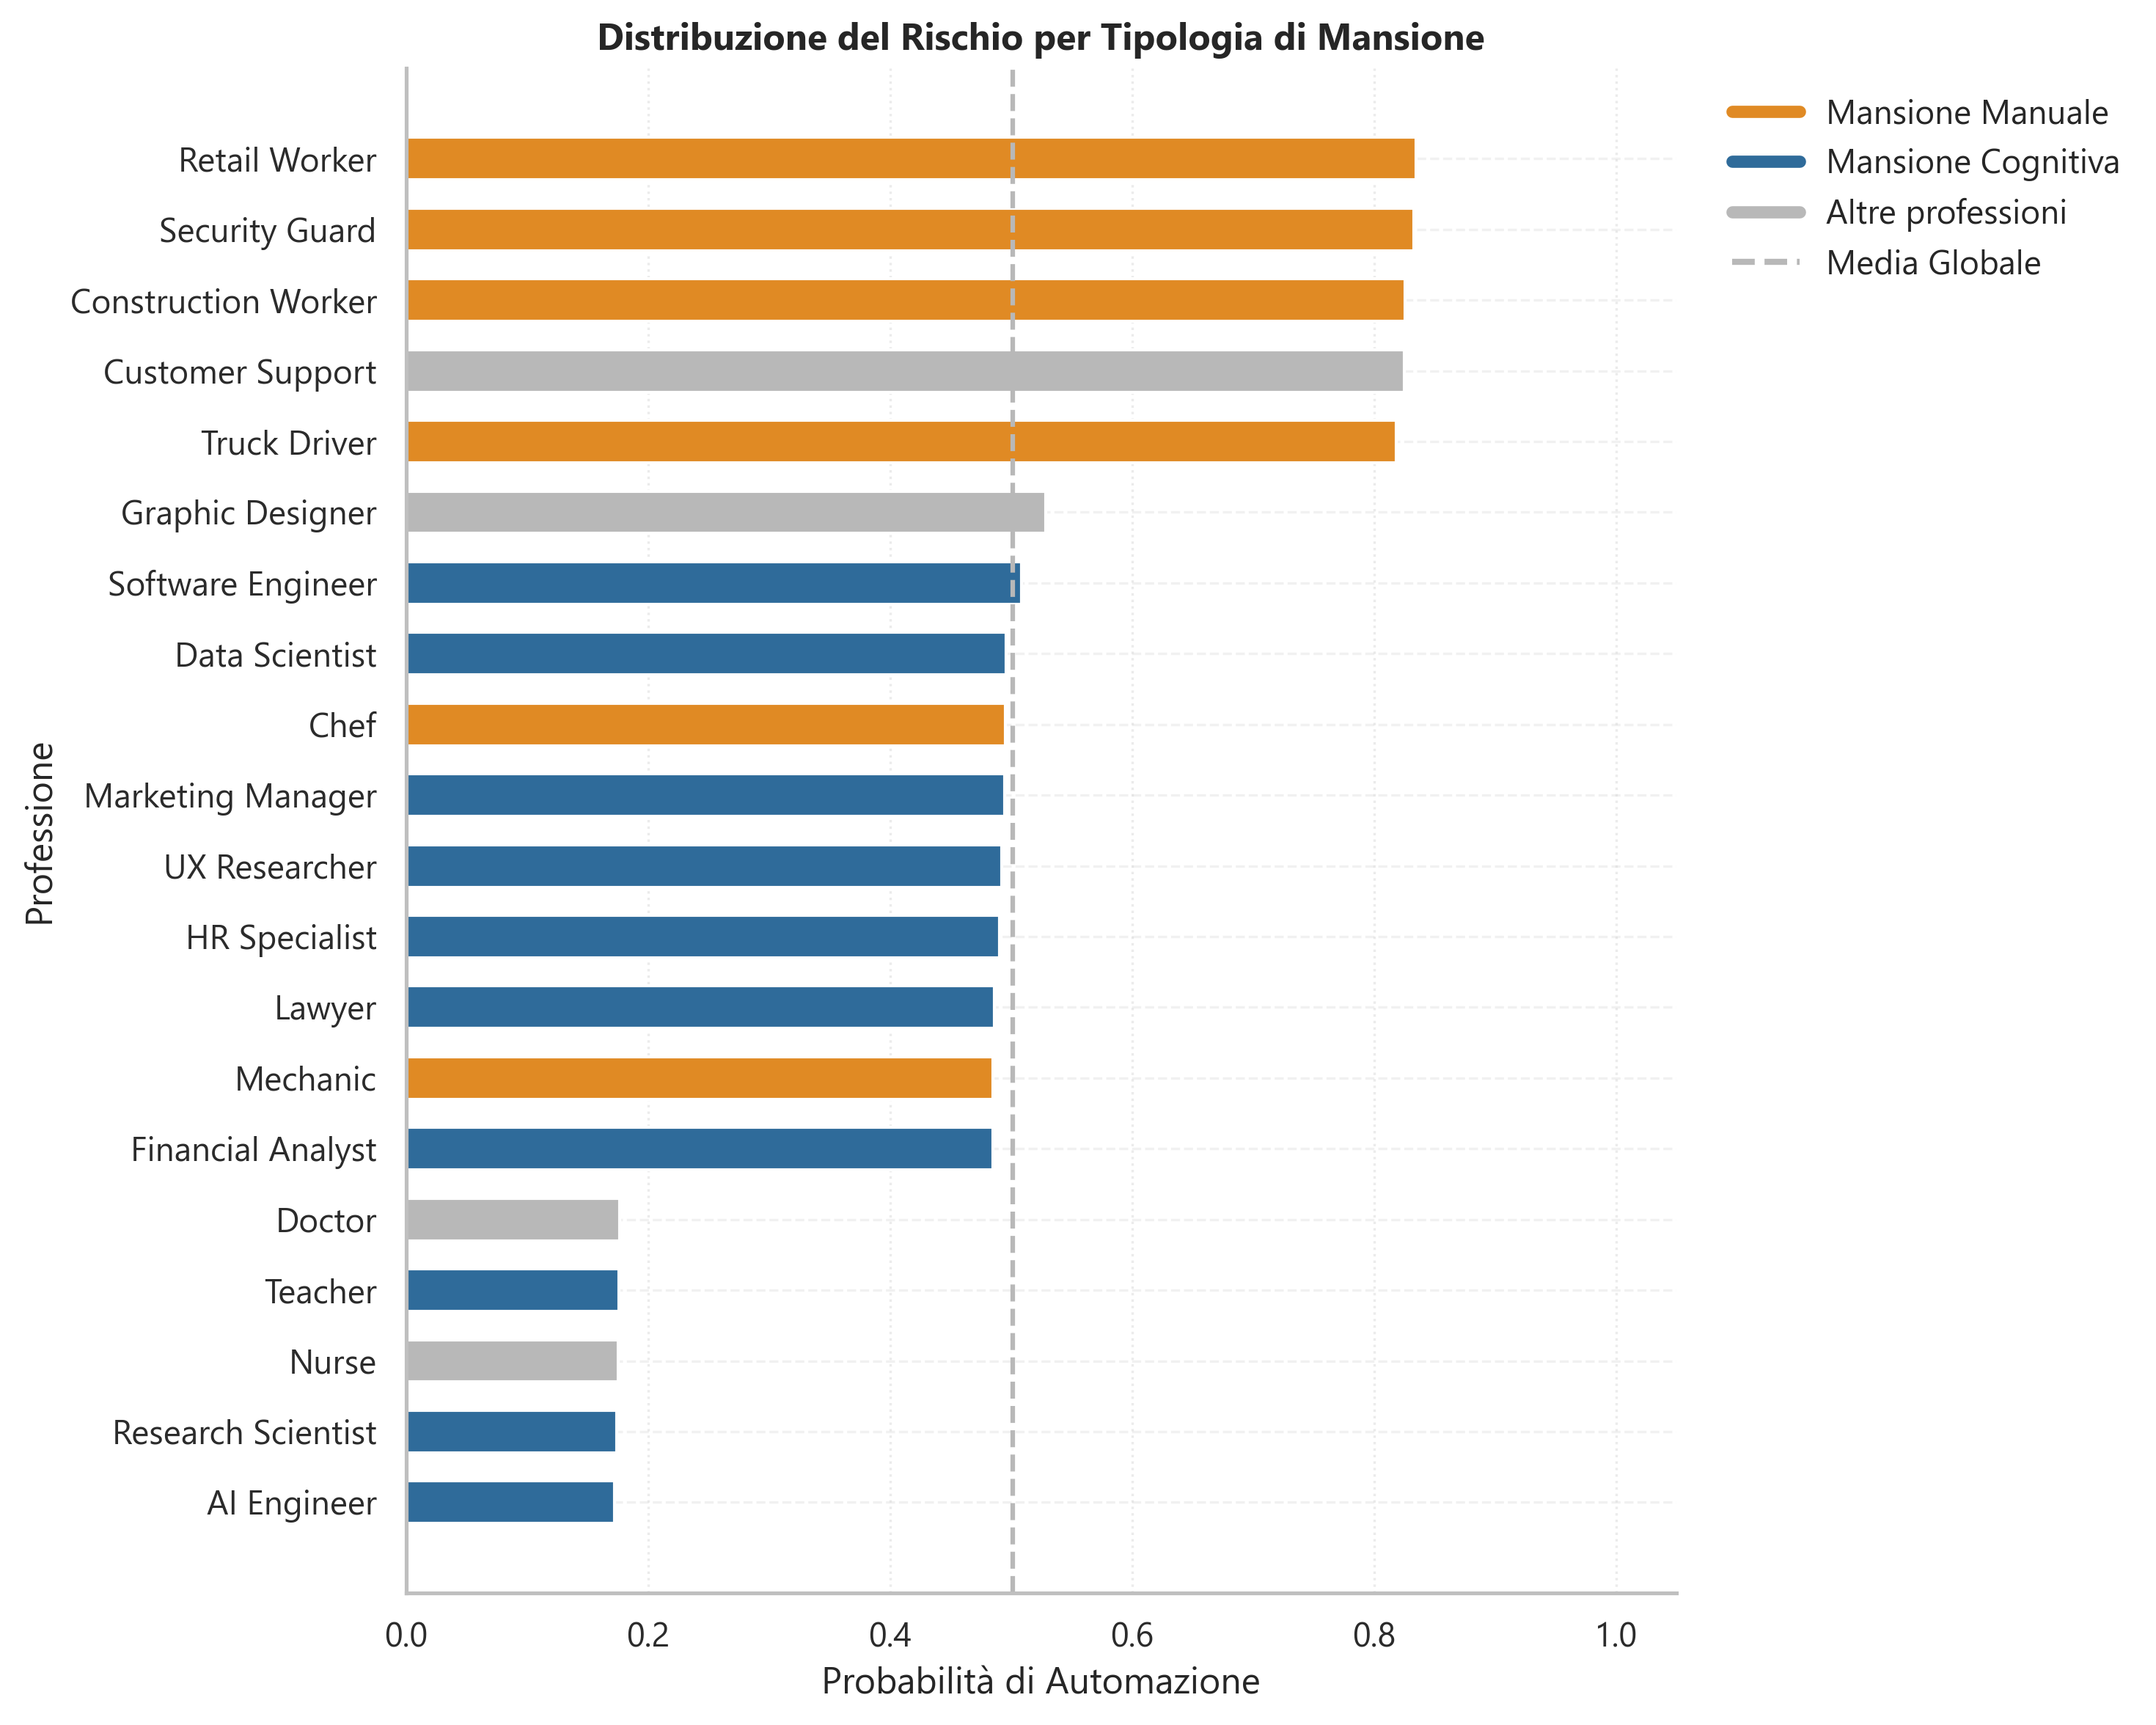 Distribuzione del Rischio per Tipologia di Mansione
Mansione Manuale
Mansione Cognitiva
Altre professioni
Media Globale
Professione
Retail Worker
Security Guard
Construction Worker
Customer Support
Truck Driver
Graphic Designer
Software Engineer
Data Scientist
Chef
Marketing Manager
UX Researcher
HR Specialist
Lawyer
Mechanic
Financial Analyst
Doctor
Teacher
Nurse
Research Scientist
AI Engineer
0.0 0.2 0.4 0.6 0.8 1.0
Probabilità di Automazione